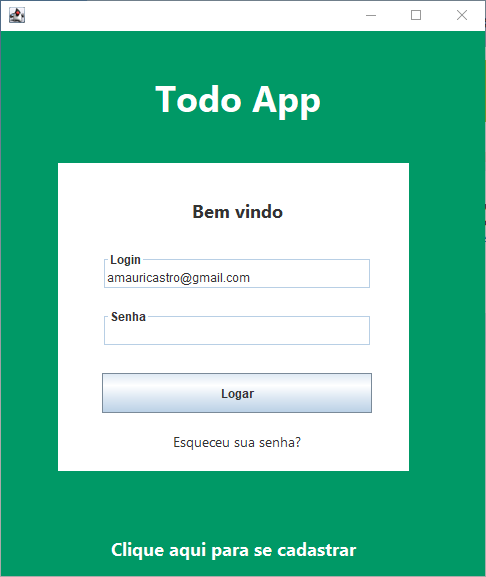 Todo App
Bem vindo
Login
amauricastro@gmail.com
Senha
Logar
Esqueceu sua senha?
Clique aqui para se cadastrar